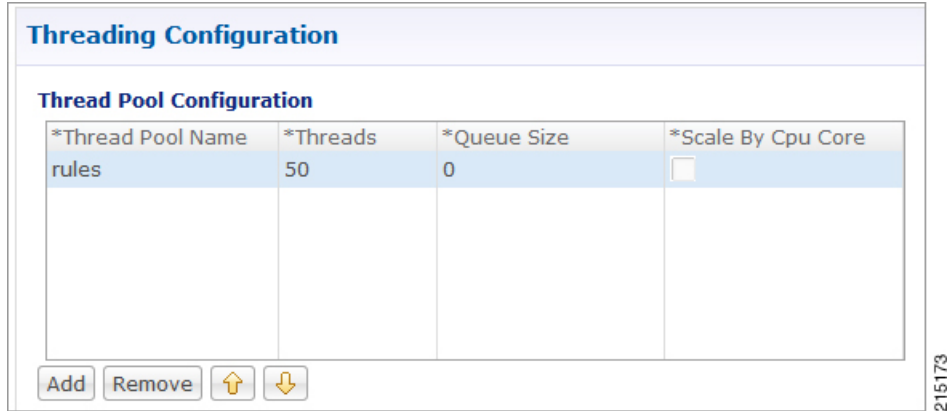 Threading Configuration
Thread Pool Configuration
*Thread Pool Name *Threads *Queue Size *Scale By Cpu Core
rules 50 0
Add Remove
215173